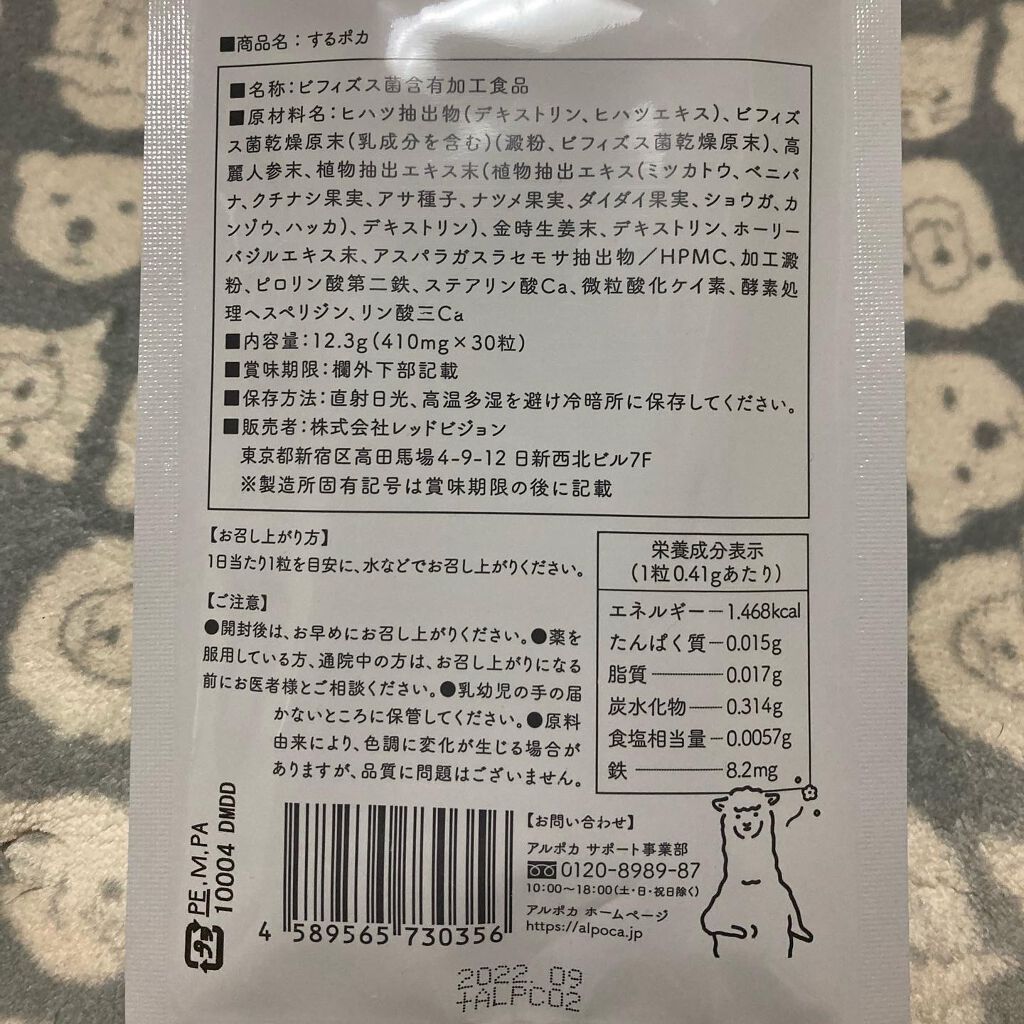 ■商品名：するポカ
■名称：ビフィズス菌含有加工食品
■原材料名：ヒハツ抽出物(デキストリン、ヒハツエキス)、ビフィズ
ス菌乾燥原末(乳成分を含む)(澱粉、ビフィズス菌乾燥原末)、高
麗人参末、植物抽出エキス末(植物抽出エキス(ミツカトウ、ベニバ
ナ、クチナシ果実、アサ種子、ナツメ果実、ダイダイ果実、ショウガ、カ
ンゾウ、ハッカ)、デキストリン)、金時生姜末、デキストリン、ホーリー
バジルエキス末、アスパラガスラセモサ抽出物／HPMC、加工澱
粉、ピロリン酸第二鉄、ステアリン酸Ca、微粒酸化ケイ素、酵素処
理ヘスペリジン、リン酸三Ca
■内容量：12.3g(410mg×30粒)
■賞味期限：欄外下部記載
■保存方法：直射日光、高温多湿を避け冷暗所に保存してください。
■販売者：株式会社レッドビジョン
東京都新宿区高田馬場4-9-12 日新西北ビル7F
※製造所固有記号は賞味期限の後に記載
【お召し上がり方】
1日当たり1粒を目安に、水などでお召し上がりください。
【ご注意】
●開封後は、お早めにお召し上がりください。●薬を
服用している方、通院中の方は、お召し上がりになる
前にお医者様とご相談ください。●乳幼児の手の届
かないところに保管してください。●原料
由来により、色調に変化が生じる場合が
ありますが、品質に問題はございません。
栄養成分表示
(1粒0.41gあたり)
エネルギー―1.468kcal
たんぱく質―0.015g
脂質―0.017g
炭水化物―0.314g
食塩相当量―0.0057g
鉄―8.2mg
【お問い合わせ】
アルポカ サポート事業部
0120-8989-87
10:00～18:00(土・日・祝日除く)
アルポカ ホームページ
https://alpoca.jp
プラ
PE,M,PA
10004 DMDD
4 589565 730356
2022.09
+ALPC02